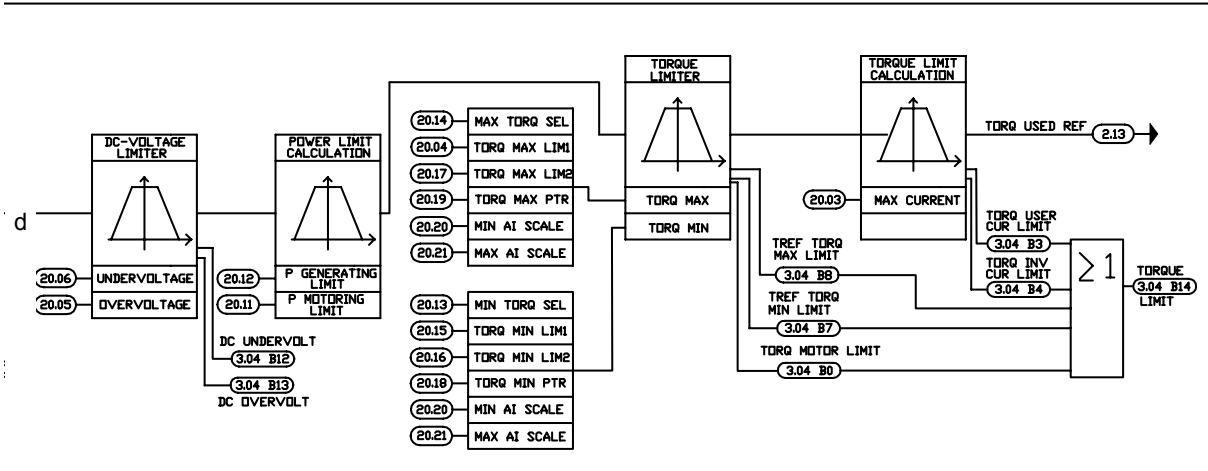 d
DC-VOLTAGE
LIMITER
20.06
UNDERVOLTAGE
20.05
OVERVOLTAGE
DC UNDERVOLT
3.04 B12
3.04 B13
DC OVERVOLT
POWER LIMIT
CALCULATION
20.12
P GENERATING
LIMIT
20.11
P MOTORING
LIMIT
20.14
MAX TORQ SEL
20.04
TORQ MAX LIM1
20.17
TORQ MAX LIM2
20.19
TORQ MAX PTR
20.20
MIN AI SCALE
20.21
MAX AI SCALE
20.13
MIN TORQ SEL
20.15
TORQ MIN LIM1
20.16
TORQ MIN LIM2
20.18
TORQ MIN PTR
20.20
MIN AI SCALE
20.21
MAX AI SCALE
TORQUE
LIMITER
TORQ MAX
TORQ MIN
TREF TORQ
MAX LIMIT
3.04 B8
TREF TORQ
MIN LIMIT
3.04 B7
TORQ MOTOR LIMIT
3.04 B0
TORQUE LIMIT
CALCULATION
20.03
MAX CURRENT
TORQ USED REF
2.13
TORQ USER
CUR LIMIT
3.04 B3
TORQ INV
CUR LIMIT
3.04 B4
∑1
TORQUE
3.04 B14
LIMIT